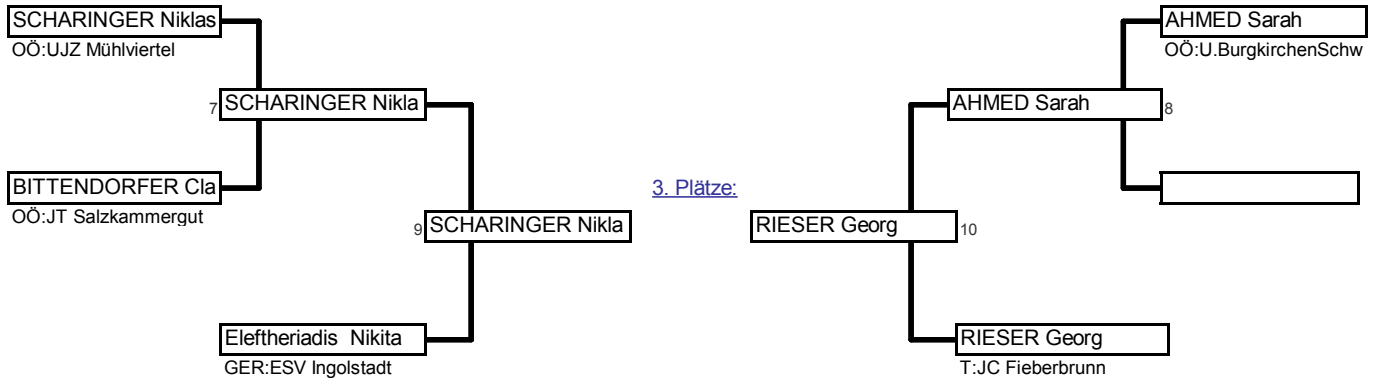 SCHARINGER Niklas
OÖ:UJZ Mühlviertel
7 SCHARINGER Nikla
BITTENDORFER Cla
OÖ:JT Salzkammergut
9 SCHARINGER Nikla
Eleftheriadis Nikita
GER:ESV Ingolstadt
3. Plätze:
AHMED Sarah
OÖ:U.BurgkirchenSchw
AHMED Sarah 8
RIESER Georg 10
RIESER Georg
T:JC Fieberbrunn